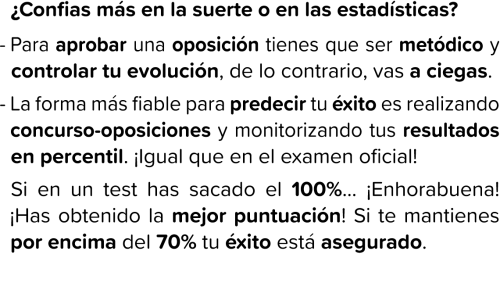 ¿Confias más en la suerte o en las estadísticas?
- Para aprobar una oposición tienes que ser metódico y
controlar tu evolución, de lo contrario, vas a ciegas.
- La forma más fiable para predecir tu éxito es realizando
concurso-oposiciones y monitorizando tus resultados
en percentil. ¡Igual que en el examen oficial!
Si en un test has sacado el 100%... ¡Enhorabuena!
¡Has obtenido la mejor puntuación! Si te mantienes
por encima del 70% tu éxito está asegurado.